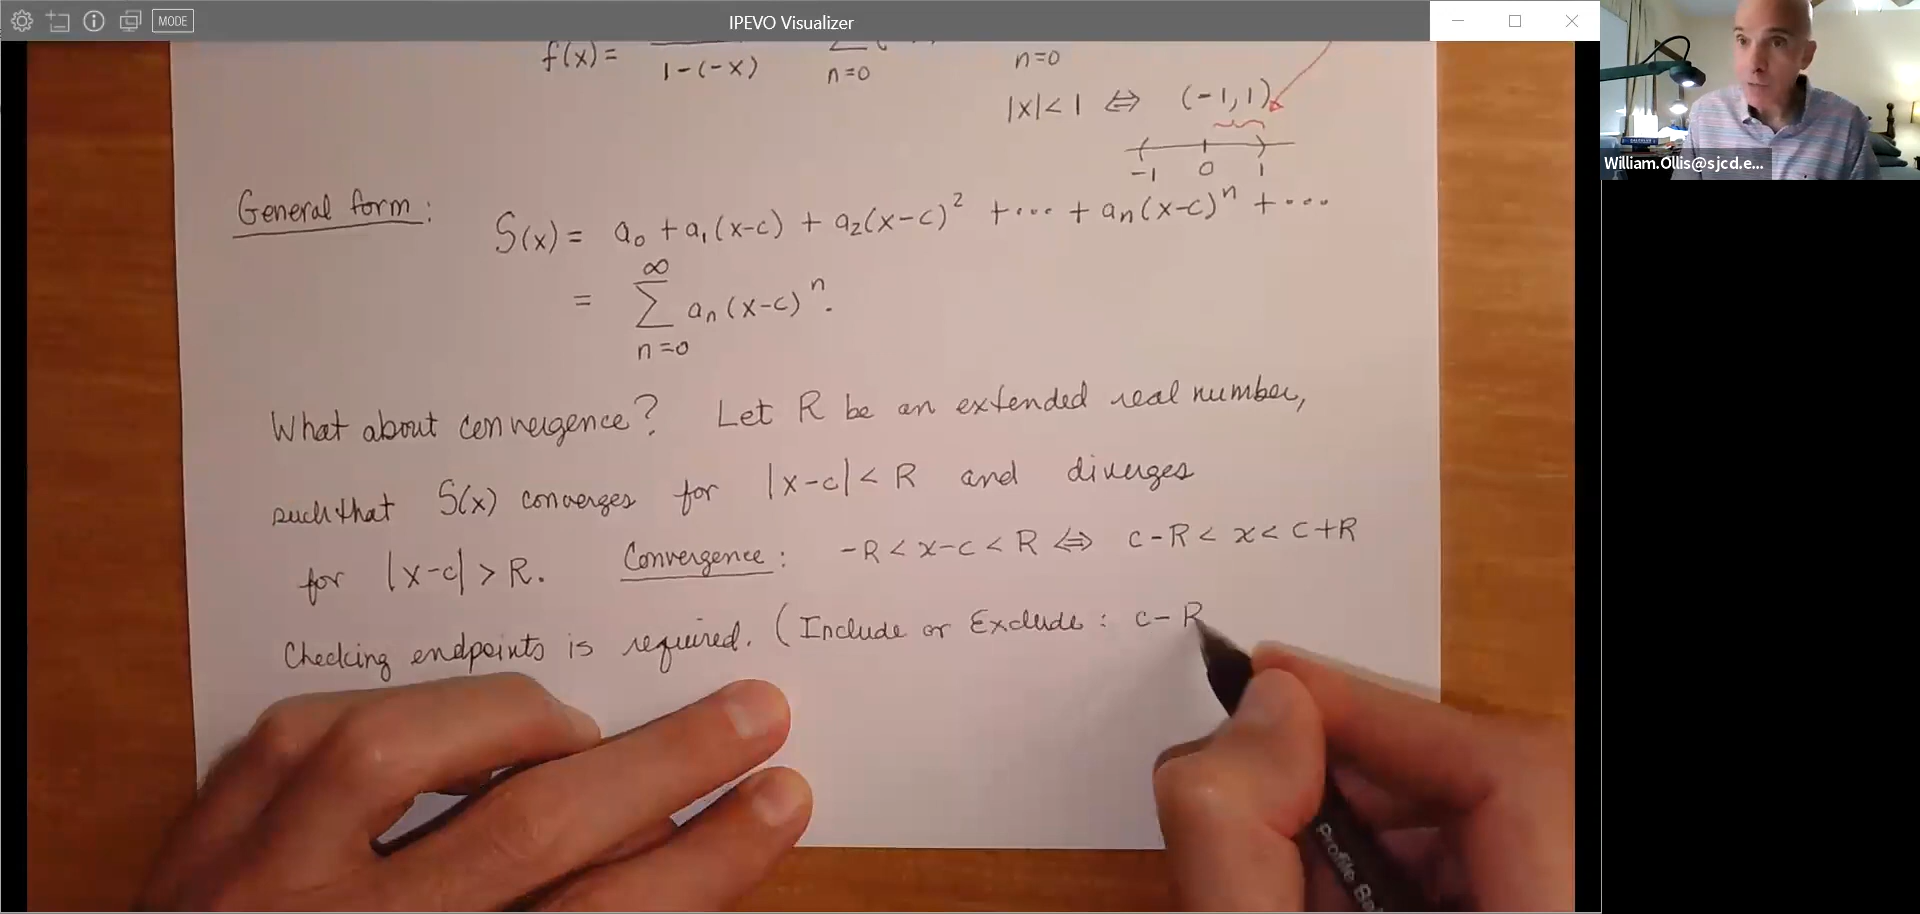 MODE
IPEVO Visualizer
f(x) = 1-(-x) n=0 n=0
|x| < 1 ⇔ (-1, 1)
-1 0 1
General form: S(x) = a₀ + a₁(x-c) + a₂(x-c)² + ··· + aₙ(x-c)ⁿ + ···
= ∞ ∑ n=0 aₙ(x-c)ⁿ.
What about convergence? Let R be an extended real number,
such that S(x) converges for |x-c| < R and diverges
for |x-c| > R. Convergence: -R < x-c < R ⇔ c-R < x < c+R
Checking endpoints is required. (Include or Exclude: c-R
Profile
William.Ollis@sjcd.e...
CALCULUS